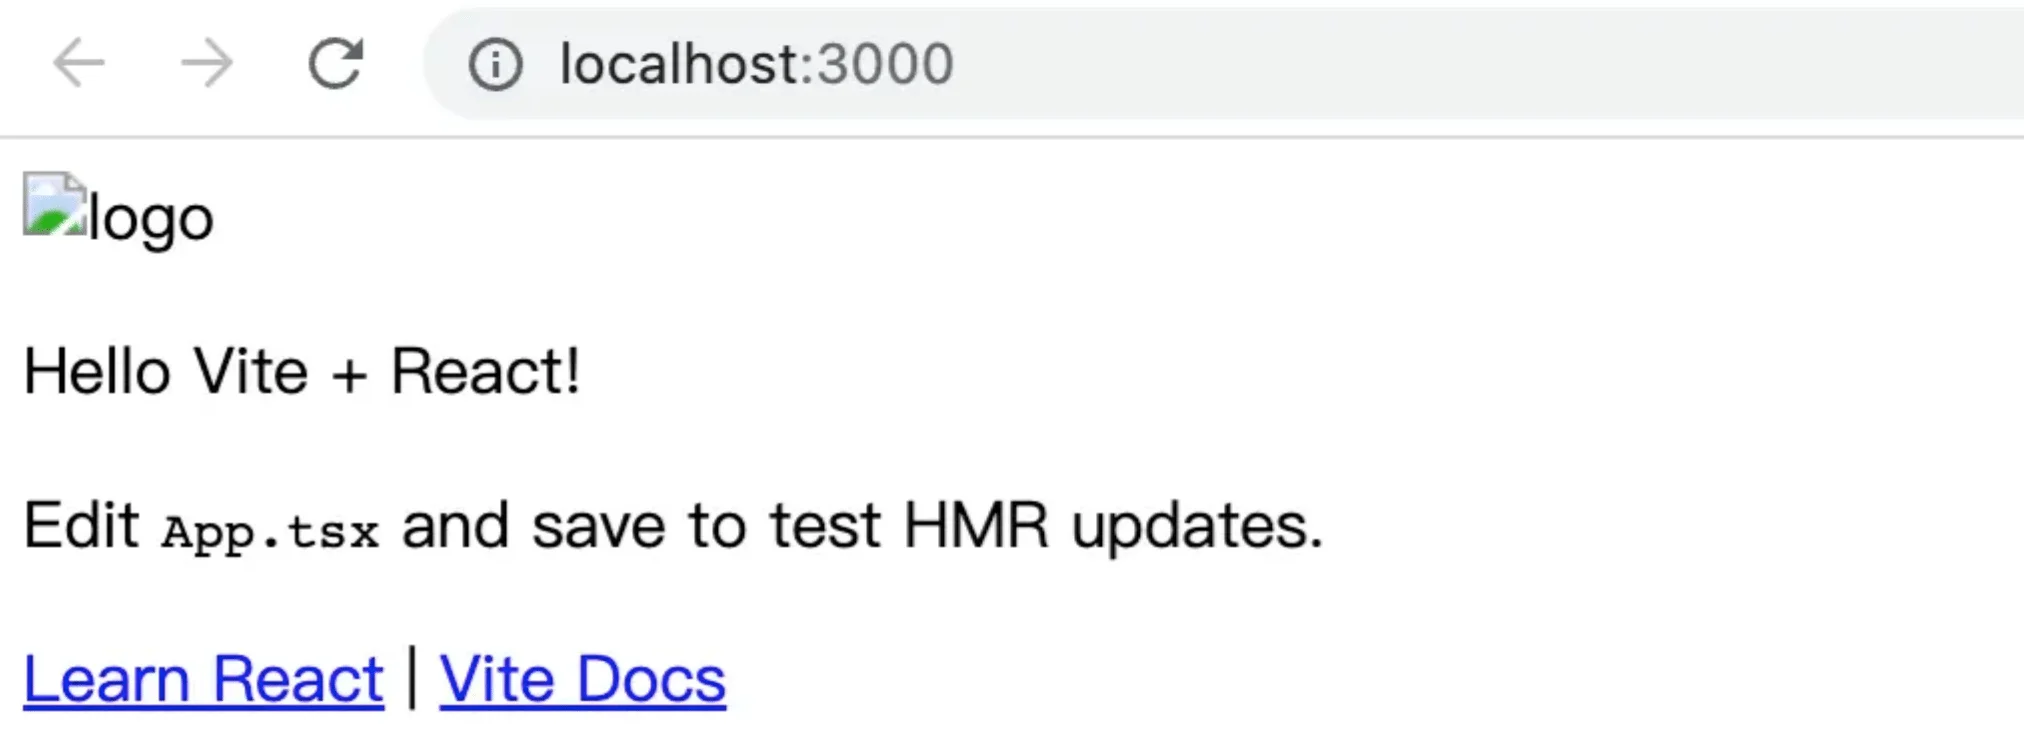 localhost:3000
logo
Hello Vite + React!
Edit App.tsx and save to test HMR updates.
Learn React | Vite Docs